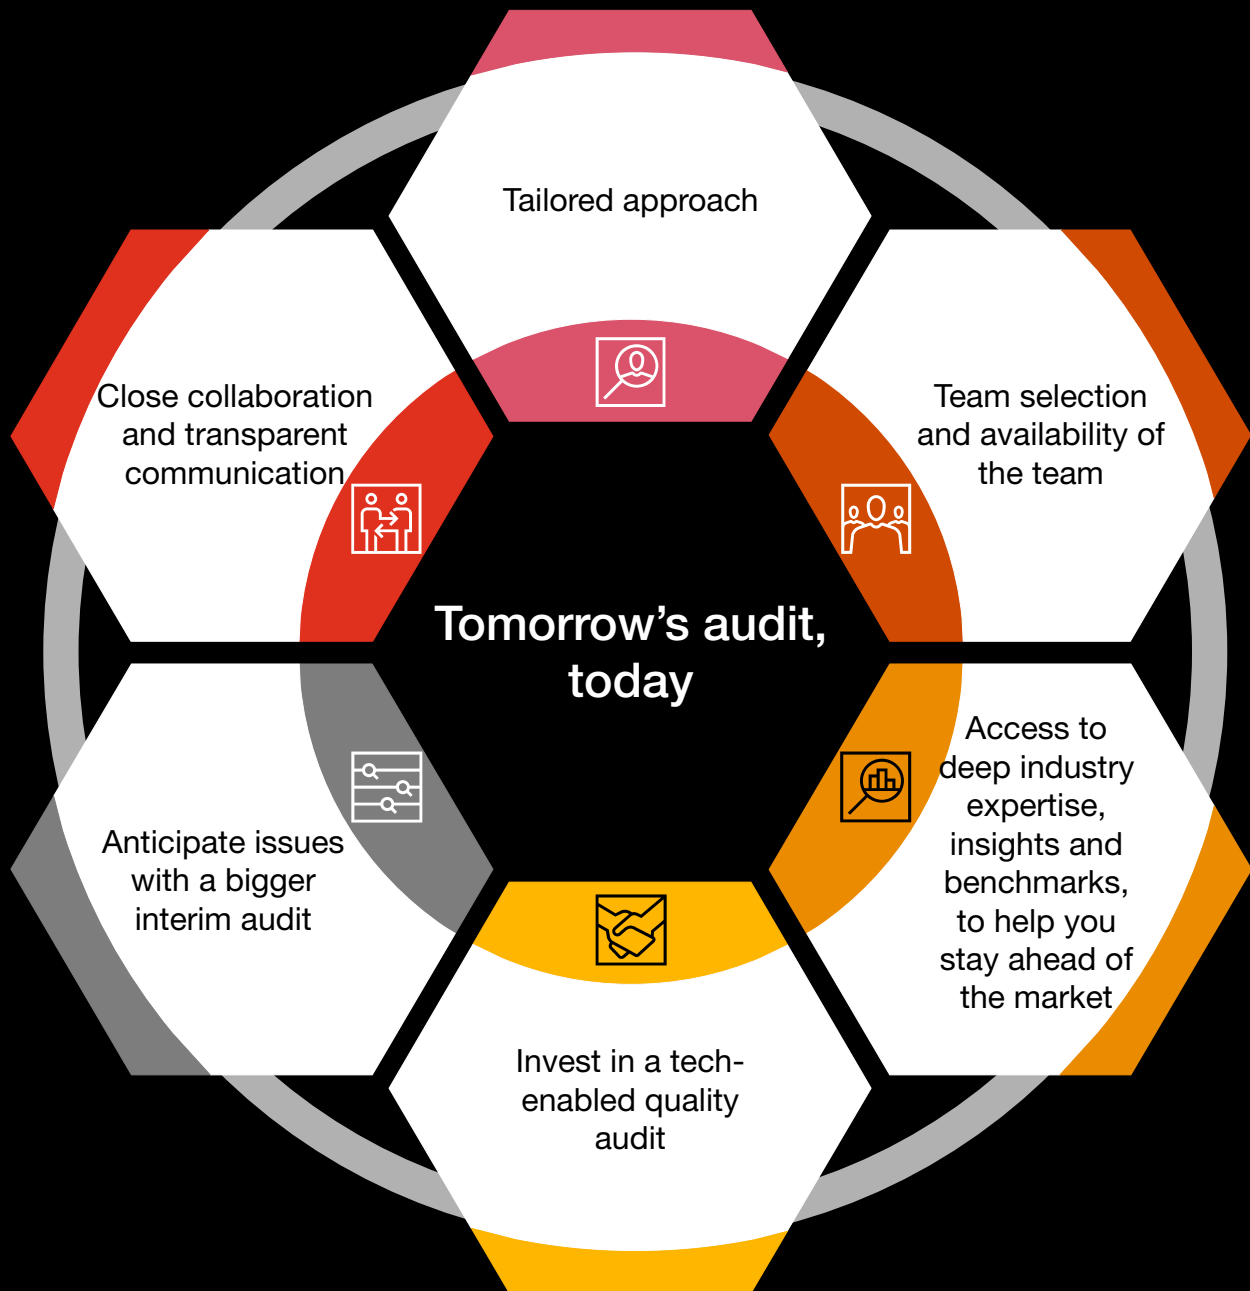 Tailored approach
Team selection
and availability of
the team
Access to
deep industry
expertise,
insights and
benchmarks,
to help you
stay ahead of
the market
Invest in a tech-
enabled quality
audit
Anticipate issues
with a bigger
interim audit
Close collaboration
and transparent
communication
Tomorrow’s audit,
today